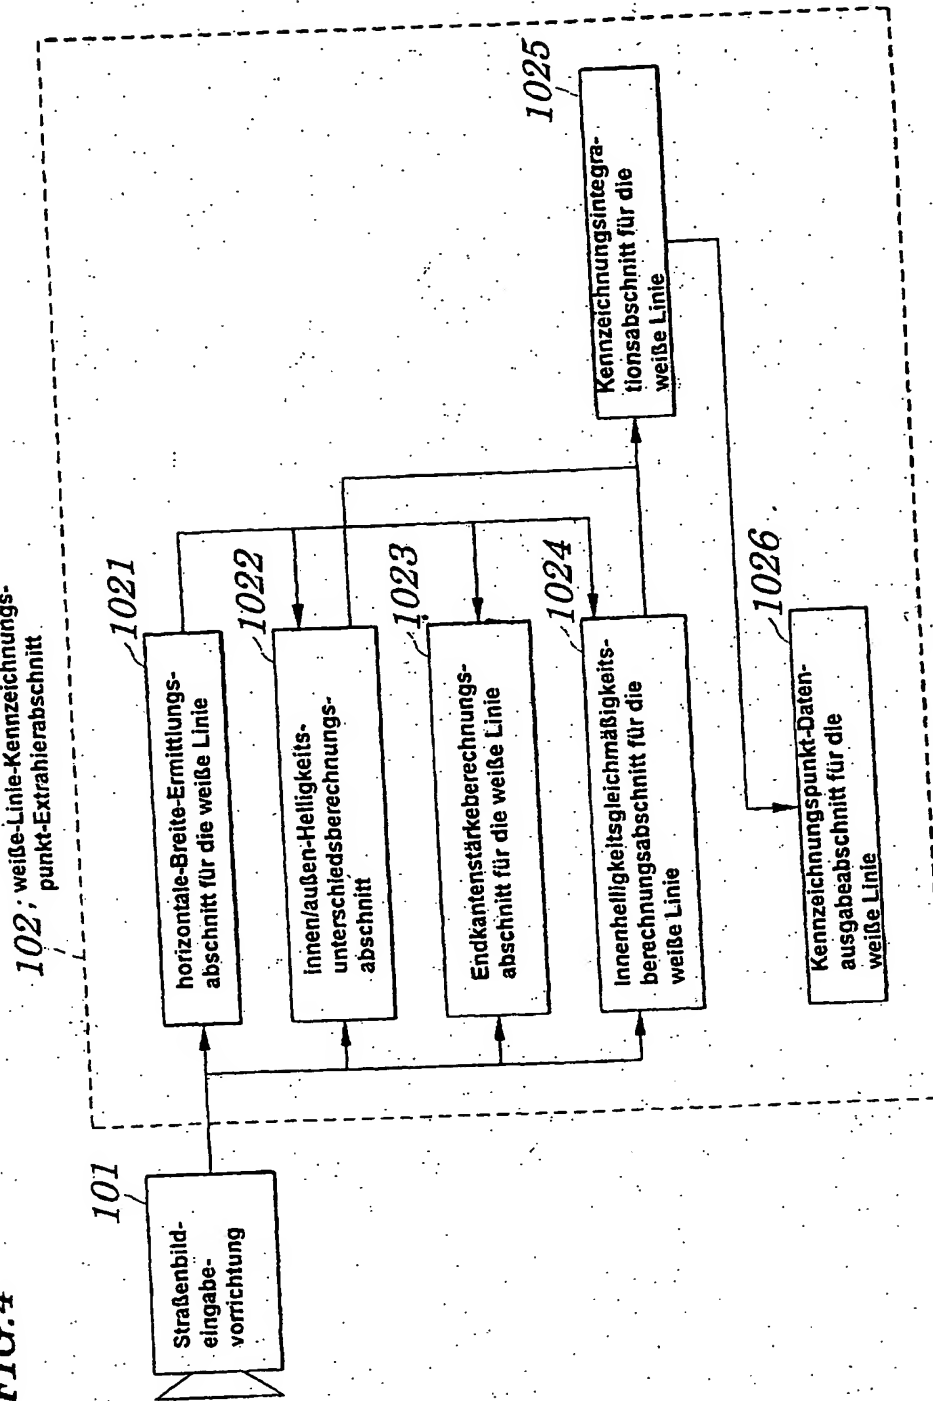 FIG.4
102; weiße-Linie-Kennzeichnungs-
punkt-Extrahierabschnitt
101
Straßenbild-
eingabe-
vorrichtung
1021
horizontale-Breite-Ermittlungs-
abschnitt für die weiße Linie
1022
Innen/außen-Helligkeits-
unterschiedsberechnungs-
abschnitt
1023
Endkantenstärkeberechnungs-
abschnitt für die weiße Linie
1024
Innenhelligkeitsgleichmäßigkeits-
berechnungsabschnitt für die
weiße Linie
1025
Kennzeichnungsintegra-
tionsabschnitt für die
weiße Linie
1026
Kennzeichnungspunkt-Daten-
ausgabeabschnitt für die
weiße Linie